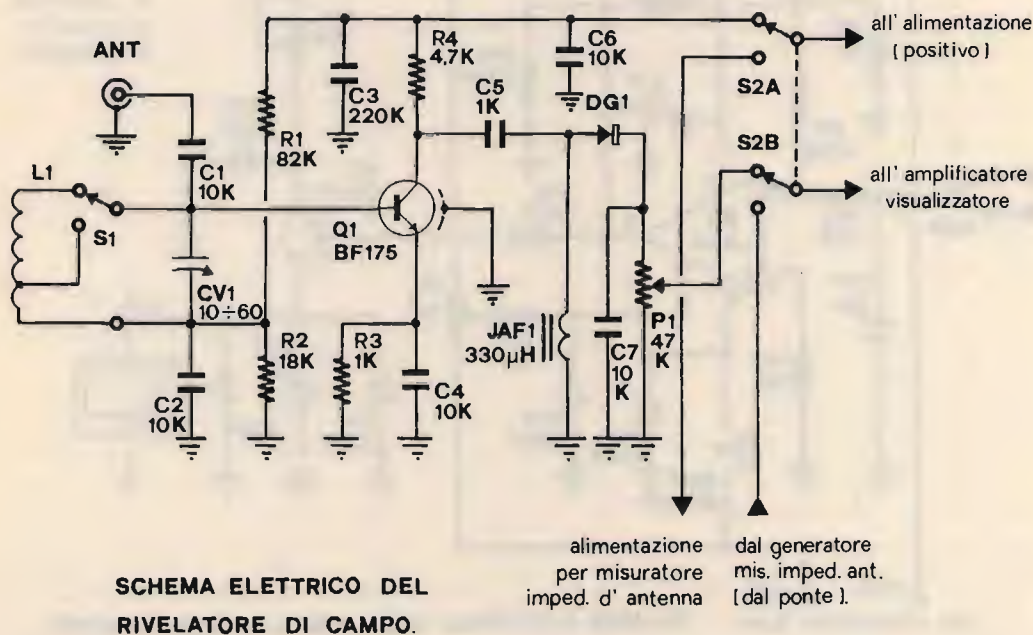 ANT
L1
S1
C1
10K
CV1
10÷60
C2
10K
R1
82K
R2
18K
C3
220K
R4
4,7K
Q1
BF175
R3
1K
C4
10K
C5
1K
C6
10K
DG1
JAF1
330µH
C7
10
K
P1
47
K
S2A
S2B
all' alimentazione
[ positivo ]
all' amplificatore
visualizzatore
alimentazione
per misuratore
imped. d' antenna
dal generatore
mis. imped. ant.
[ dal ponte ].
SCHEMA ELETTRICO DEL
RIVELATORE DI CAMPO.